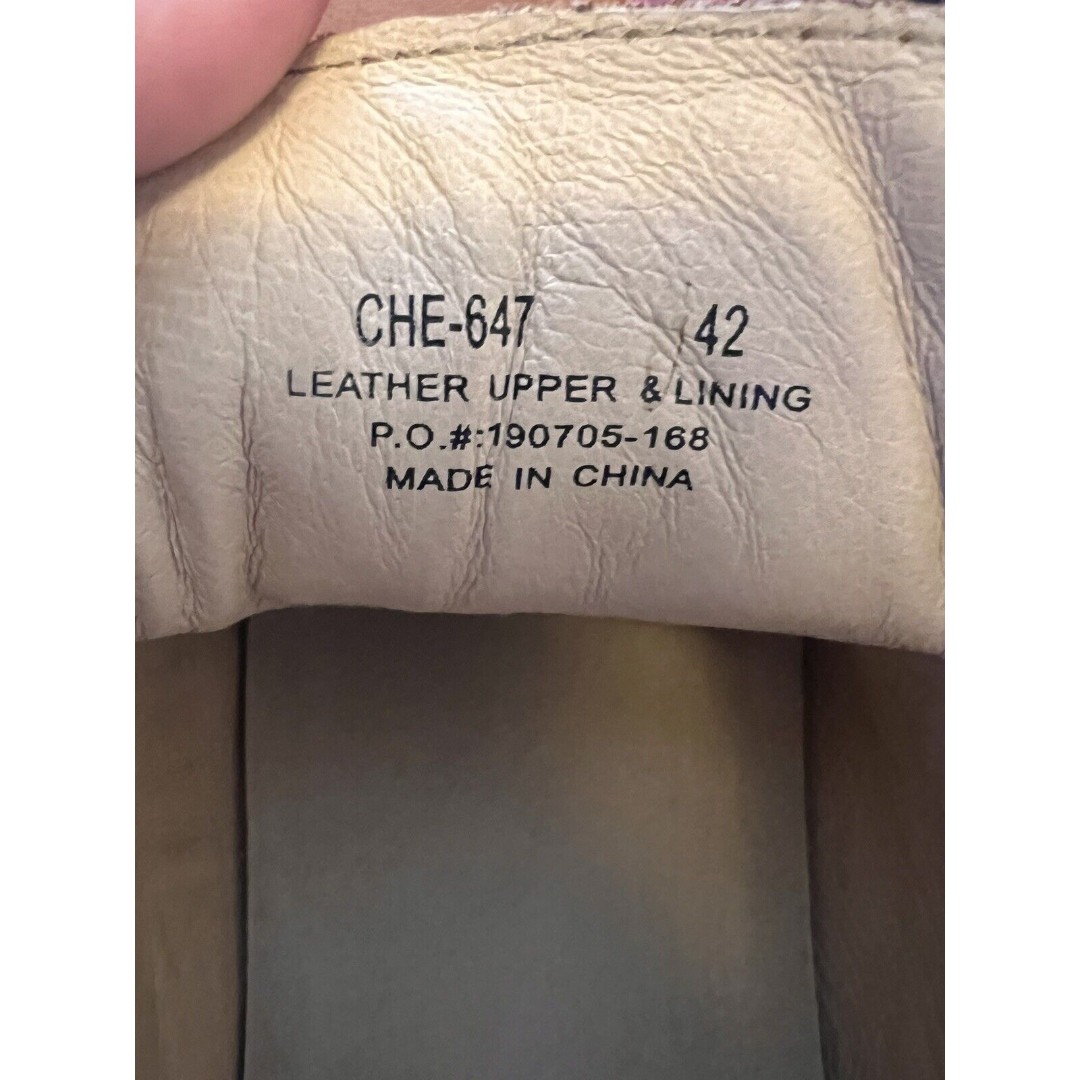 CHE-647 42
LEATHER UPPER & LINING
P.O.#:190705-168
MADE IN CHINA